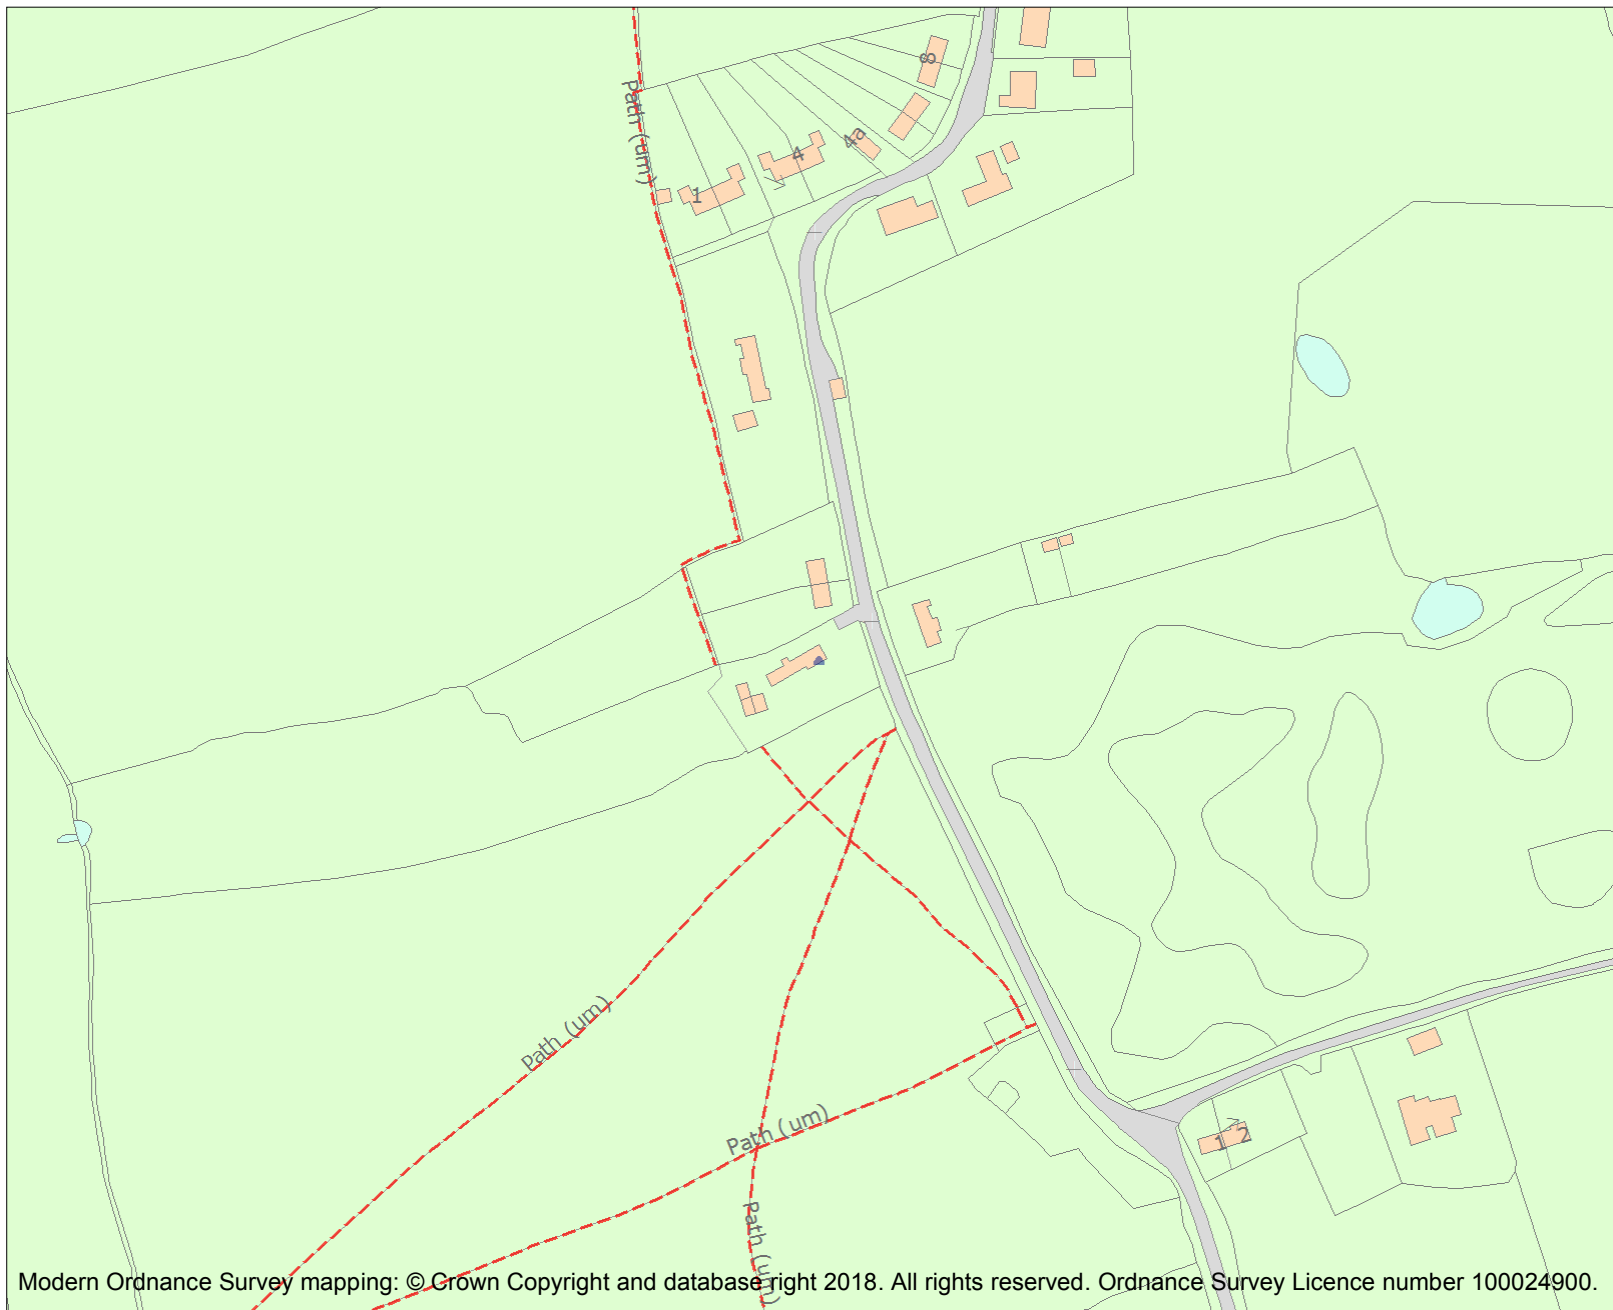 8
Path (um)
4a
4
1
Path (um)
Path (um)
1 2
Path (um)
Modern Ordnance Survey mapping: © Crown Copyright and database right 2018. All rights reserved. Ordnance Survey Licence number 100024900.